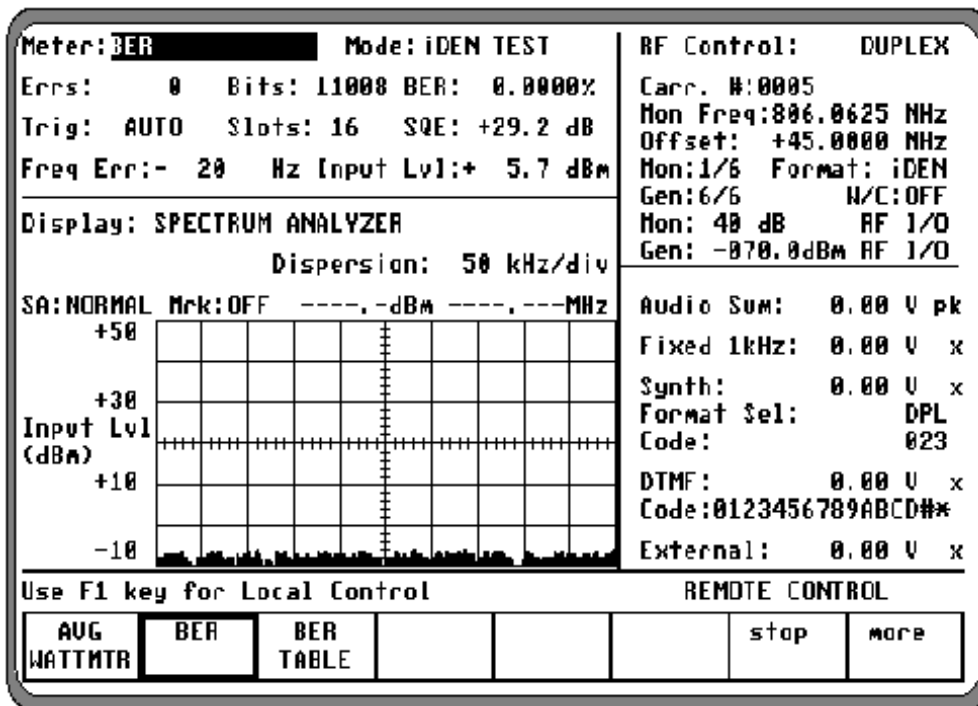 Meter: BER Mode: iDEN TEST
Errs: 0 Bits: 11008 BER: 0.0000%
Trig: AUTO Slots: 16 SQE: +29.2 dB
Freq Err:- 20 Hz Input Lvl:+ 5.7 dBm
Display: SPECTRUM ANALYZER
Dispersion: 50 kHz/div
SA:NORMAL Mrk:OFF ----.-dBm ----.---MHz
+50
+30
Input Lvl
(dBm)
+10
-10
RF Control: DUPLEX
Carr. #:0005
Mon Freq:806.0625 MHz
Offset: +45.0000 MHz
Mon:1/6 Format: iDEN
Gen:6/6 W/C:OFF
Mon: 40 dB RF I/O
Gen: -070.0dBm RF I/O
Audio Sum: 0.00 V pk
Fixed 1kHz: 0.00 V x
Synth: 0.00 V x
Format Sel: DPL
Code: 023
DTMF: 0.00 V x
Code:0123456789ABCD#*
External: 0.00 V x
Use F1 key for Local Control REMOTE CONTROL
AVG WATTMTR
BER
BER TABLE
stop
more